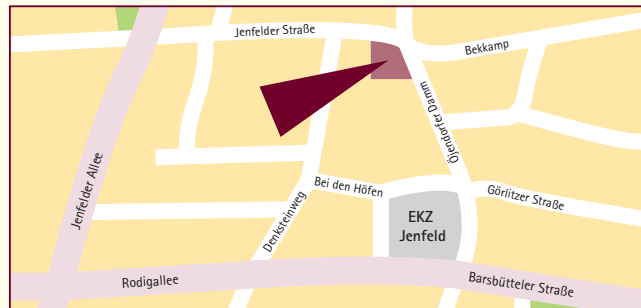 Jenfelder Straße
Bekkamp
Öjendorfer Damm
Jenfelder Allee
Bei den Höfen
Görlitzer Straße
Denksteinweg
EKZ
Jenfeld
Rodigallee
Barsbütteler Straße